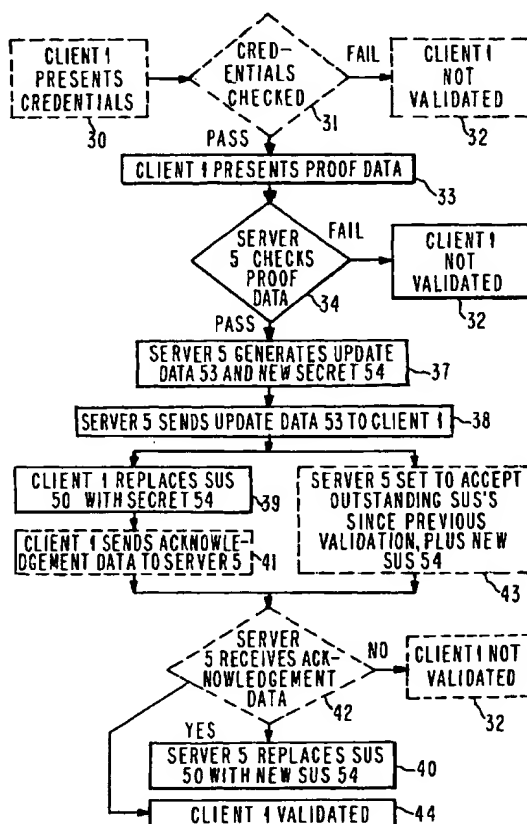 CLIENT 1
PRESENTS
CREDENTIALS
30
CRED-
ENTIALS
CHECKED
31
FAIL
CLIENT 1
NOT
VALIDATED
32
PASS
CLIENT 1 PRESENTS PROOF DATA
33
SERVER
5 CHECKS
PROOF
DATA
34
FAIL
CLIENT 1
NOT
VALIDATED
32
PASS
SERVER 5 GENERATES UPDATE
DATA 53 AND NEW SECRET 54
37
SERVER 5 SENDS UPDATE DATA 53 TO CLIENT 1
38
CLIENT 1 REPLACES SUS
50 WITH SECRET 54
39
CLIENT 1 SENDS ACKNOWLE-
DGEMENT DATA TO SERVER 5
41
SERVER 5 SET TO ACCEPT
OUTSTANDING SUS'S
SINCE PREVIOUS
VALIDATION, PLUS NEW
SUS 54
43
SERVER
5 RECEIVES ACK-
NOWLEDGEMENT
DATA
42
NO
CLIENT 1 NOT
VALIDATED
32
YES
SERVER 5 REPLACES SUS
50 WITH NEW SUS 54
40
CLIENT 1 VALIDATED
44